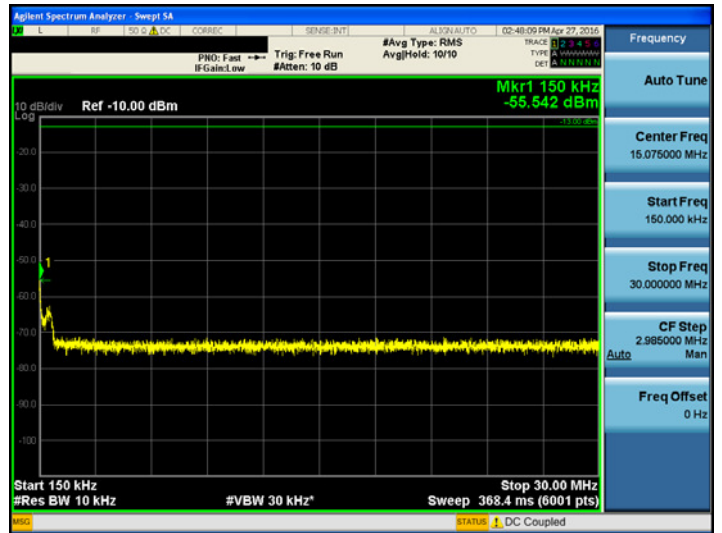 Agilent Spectrum Analyzer - Swept SA
L RF 50 Ω DC CORREC SENSE:INT ALIGN AUTO 02:48:09 PM Apr 27, 2016
PNO: Fast
IFGain:Low
Trig: Free Run
#Atten: 10 dB
#Avg Type: RMS
Avg|Hold: 10/10
TRACE 1 2 3 4 5 6
TYPE A WWWWW
DET A N N N N N
Mkr1 150 kHz
-55.542 dBm
10 dB/div Ref -10.00 dBm
Log
-13.00 dBm
-20.0
-30.0
-40.0
-50.0
1
-60.0
-70.0
-80.0
-90.0
-100
Start 150 kHz
Stop 30.00 MHz
#Res BW 10 kHz
#VBW 30 kHz*
Sweep 368.4 ms (6001 pts)
MSG
STATUS
DC Coupled
Frequency
Auto Tune
Center Freq
15.075000 MHz
Start Freq
150.000 kHz
Stop Freq
30.000000 MHz
CF Step
2.985000 MHz
Auto Man
Freq Offset
0 Hz